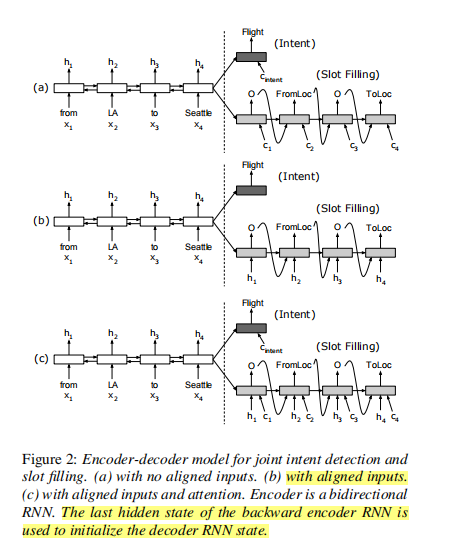 Flight
(Intent)
h1 h2 h3 h4
cintent
(Slot Filling)
(a)
O FromLoc O ToLoc
from LA to Seattle
x1 x2 x3 x4
c1 c2 c3 c4
Flight
(Intent)
h1 h2 h3 h4
(Slot Filling)
(b)
O FromLoc O ToLoc
from LA to Seattle
x1 x2 x3 x4
h1 h2 h3 h4
Flight
(Intent)
h1 h2 h3 h4
cintent
(Slot Filling)
(c)
O FromLoc O ToLoc
from LA to Seattle
x1 x2 x3 x4
h1 c1 h2 c2 h3 c3 h4 c4
Figure 2: Encoder-decoder model for joint intent detection and
slot filling. (a) with no aligned inputs. (b) with aligned inputs.
(c) with aligned inputs and attention. Encoder is a bidirectional
RNN. The last hidden state of the backward encoder RNN is
used to initialize the decoder RNN state.